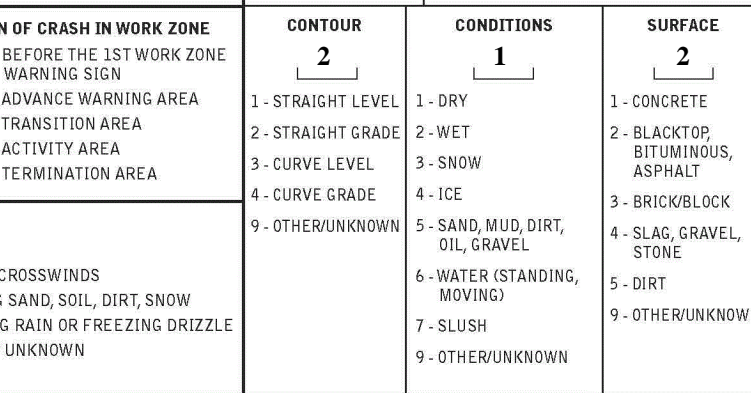 N OF CRASH IN WORK ZONE
BEFORE THE 1ST WORK ZONE
WARNING SIGN
ADVANCE WARNING AREA
TRANSITION AREA
ACTIVITY AREA
TERMINATION AREA
CROSSWINDS
G SAND, SOIL, DIRT, SNOW
G RAIN OR FREEZING DRIZZLE
UNKNOWN
CONTOUR
2
1 - STRAIGHT LEVEL
2 - STRAIGHT GRADE
3 - CURVE LEVEL
4 - CURVE GRADE
9 - OTHER/UNKNOWN
CONDITIONS
1
1 - DRY
2 - WET
3 - SNOW
4 - ICE
5 - SAND, MUD, DIRT,
OIL, GRAVEL
6 - WATER (STANDING,
MOVING)
7 - SLUSH
9 - OTHER/UNKNOWN
SURFACE
2
1 - CONCRETE
2 - BLACKTOP,
BITUMINOUS,
ASPHALT
3 - BRICK/BLOCK
4 - SLAG, GRAVEL,
STONE
5 - DIRT
9 - OTHER/UNKNOW